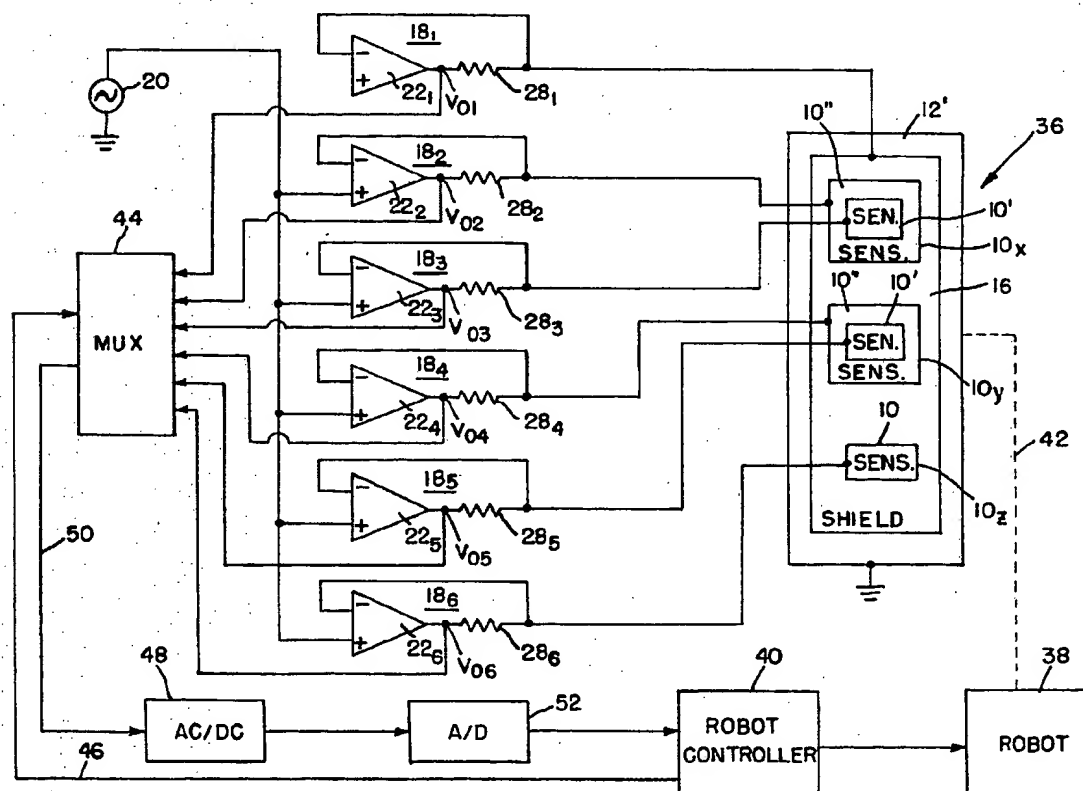 18₁
20
−
+
22₁
V₀₁
28₁
12'
36
10"
18₂
−
+
22₂
V₀₂
28₂
SEN.
10'
SENS.
10x
44
18₃
−
+
22₃
V₀₃
28₃
16
10"
10'
MUX
SEN.
SENS.
10y
18₄
−
+
22₄
V₀₄
28₄
10
42
SENS.
10z
18₅
−
+
22₅
V₀₅
28₅
SHIELD
50
18₆
−
+
22₆
V₀₆
28₆
48
AC/DC
52
A/D
40
ROBOT
CONTROLLER
38
ROBOT
46